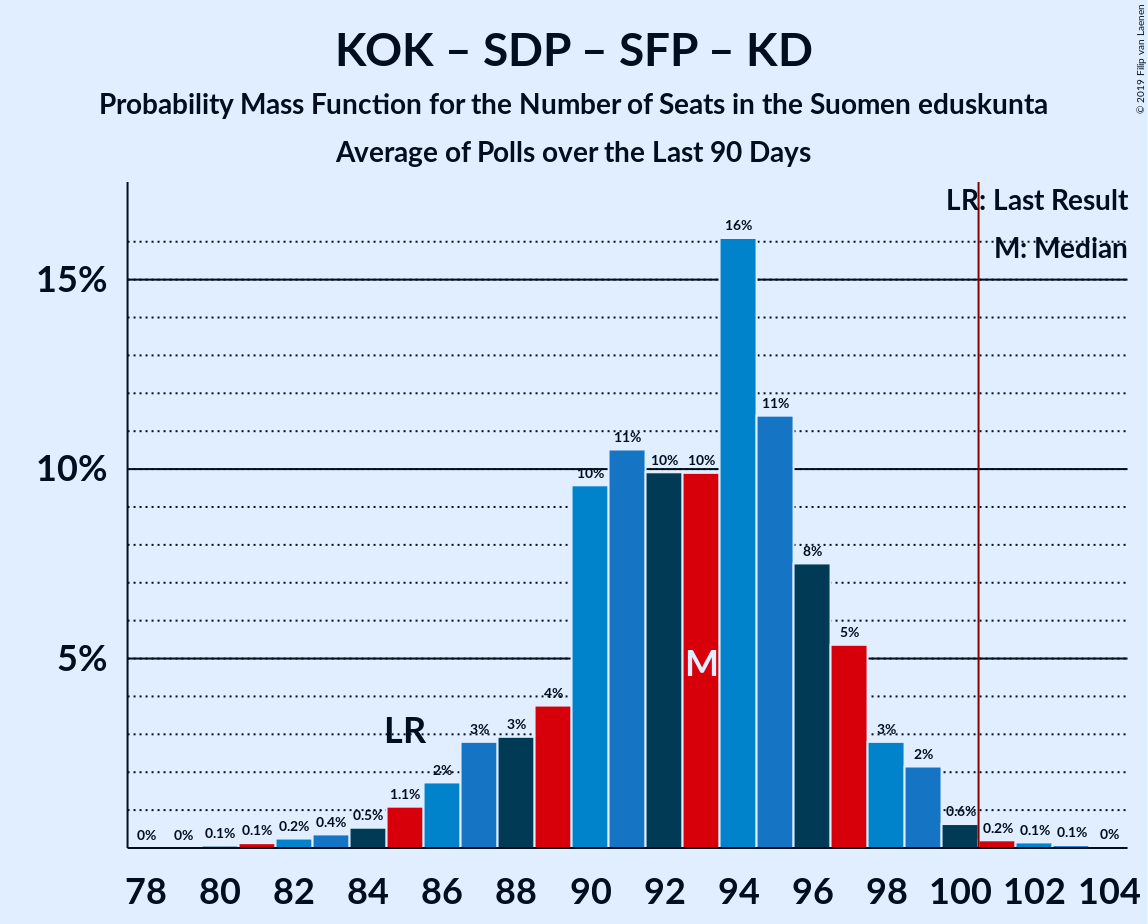 KOK – SDP – SFP – KD
Probability Mass Function for the Number of Seats in the Suomen eduskunta
Average of Polls over the Last 90 Days
© 2019 Filip van Laenen
LR: Last Result
M: Median
15%
10%
5%
0% 0% 0.1% 0.1% 0.2% 0.4% 0.5% 1.1% 2% 3% 3% 4% 10% 11% 10% 10% 16% 11% 8% 5% 3% 2% 0.6% 0.2% 0.1% 0.1% 0%
LR
M
78 80 82 84 86 88 90 92 94 96 98 100 102 104